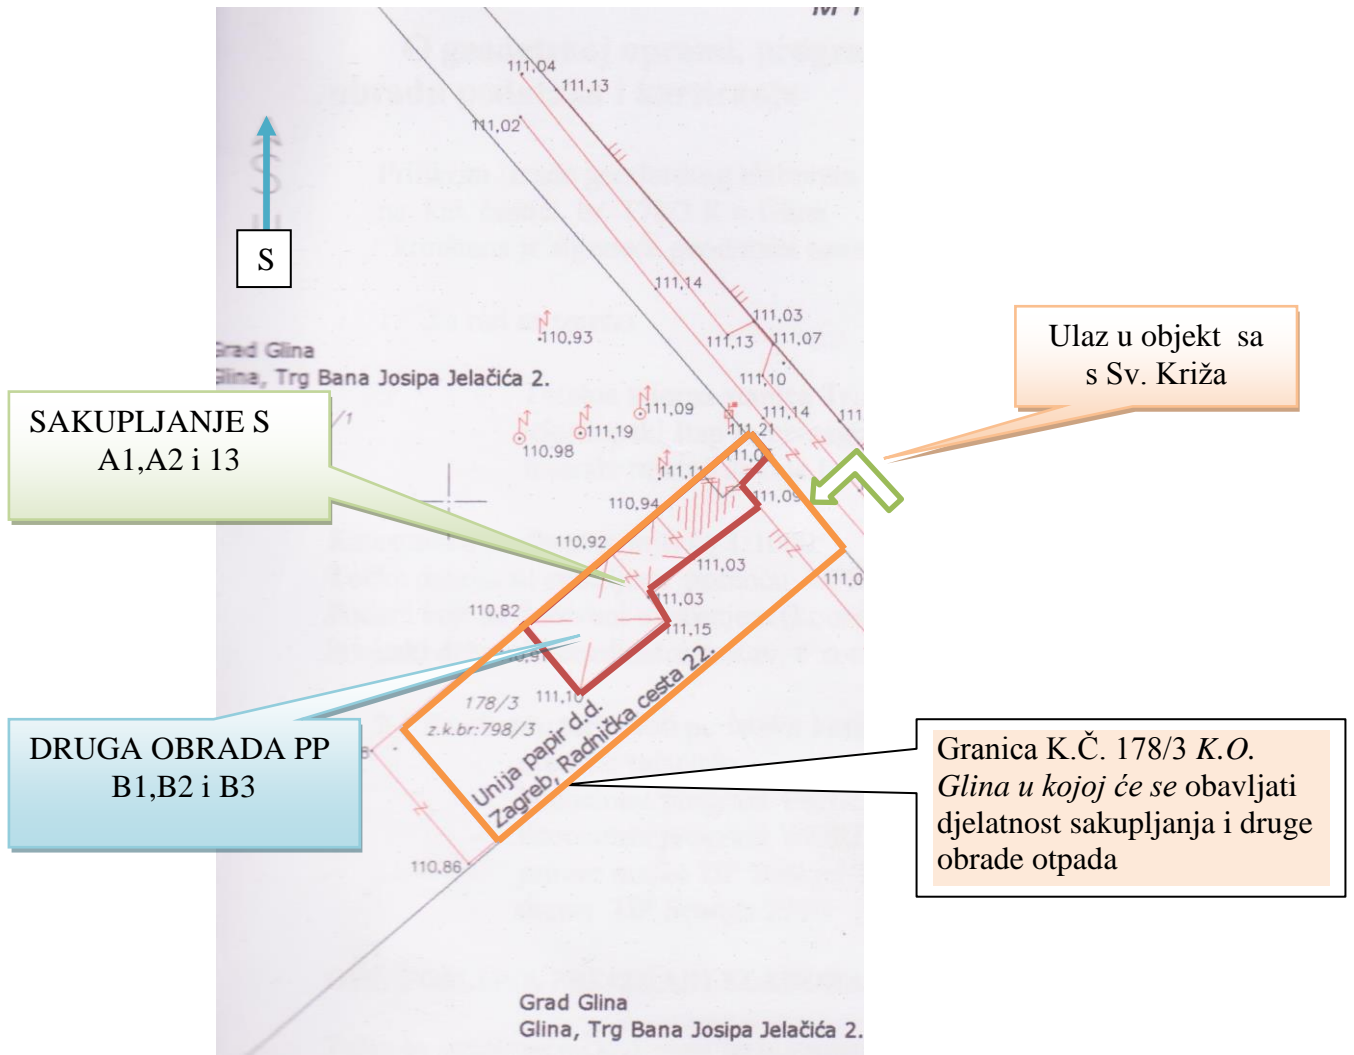 111,04
111,13
111,02
S
111,14
111,03
111,13
111,07
110,93
Grad Glina
Glina, Trg Bana Josipa Jelačića 2.
111,10
111,09
111,14
111,19
111,21
110,98
111,11
111,09
110,94
110,92
111,03
111,03
110,82
111,15
111,10
178/3
z.k.br:798/3
110,86
Unija papir d.d.
Zagreb, Radnička cesta 22.
Ulaz u objekt sa
s Sv. Križa
SAKUPLJANJE S
A1,A2 i 13
DRUGA OBRADA PP
B1,B2 i B3
Granica K.Č. 178/3 K.O.
Glina u kojoj će se obavljati
djelatnost sakupljanja i druge
obrade otpada
Grad Glina
Glina, Trg Bana Josipa Jelačića 2.